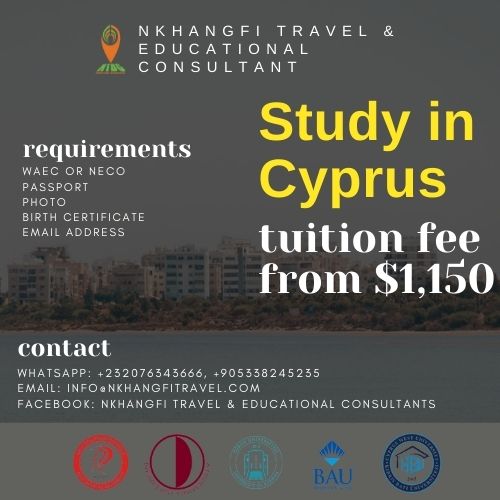 NKHANGFI TRAVEL &
EDUCATIONAL
CONSULTANT
Study in
Cyprus
tuition fee
from $1,150
requirements
WAEC OR NECO
PASSPORT
PHOTO
BIRTH CERTIFICATE
EMAIL ADDRESS
contact
WHATSAPP: +232076343666, +905338245235
EMAIL: INFO@NKHANGFITRAVEL.COM
FACEBOOK: NKHANGFI TRAVEL & EDUCATIONAL CONSULTANTS
BAU